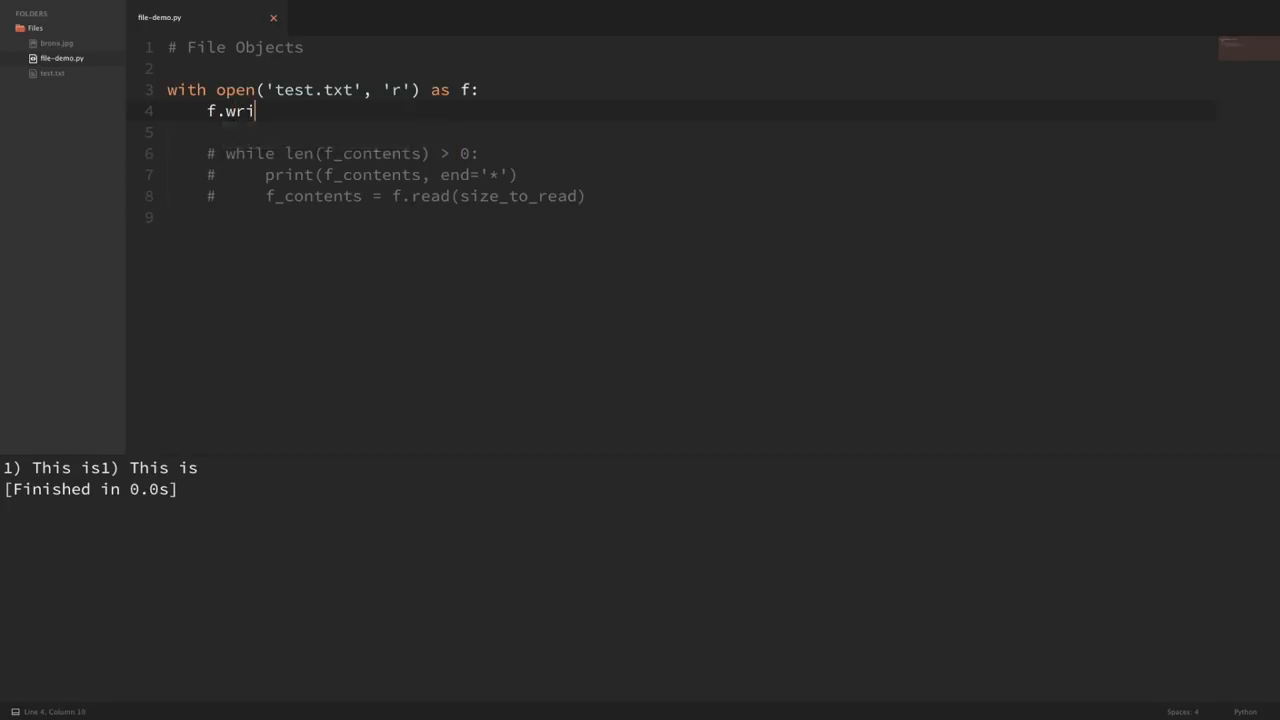 FOLDERS
Files
bronx.jpg
file-demo.py
test.txt
file-demo.py
1 # File Objects
2
3 with open('test.txt', 'r') as f:
4     f.wri
5
6     # while len(f_contents) > 0:
7     #     print(f_contents, end='*')
8     #     f_contents = f.read(size_to_read)
9
1) This is1) This is
[Finished in 0.0s]
Line 4, Column 10
Spaces: 4
Python